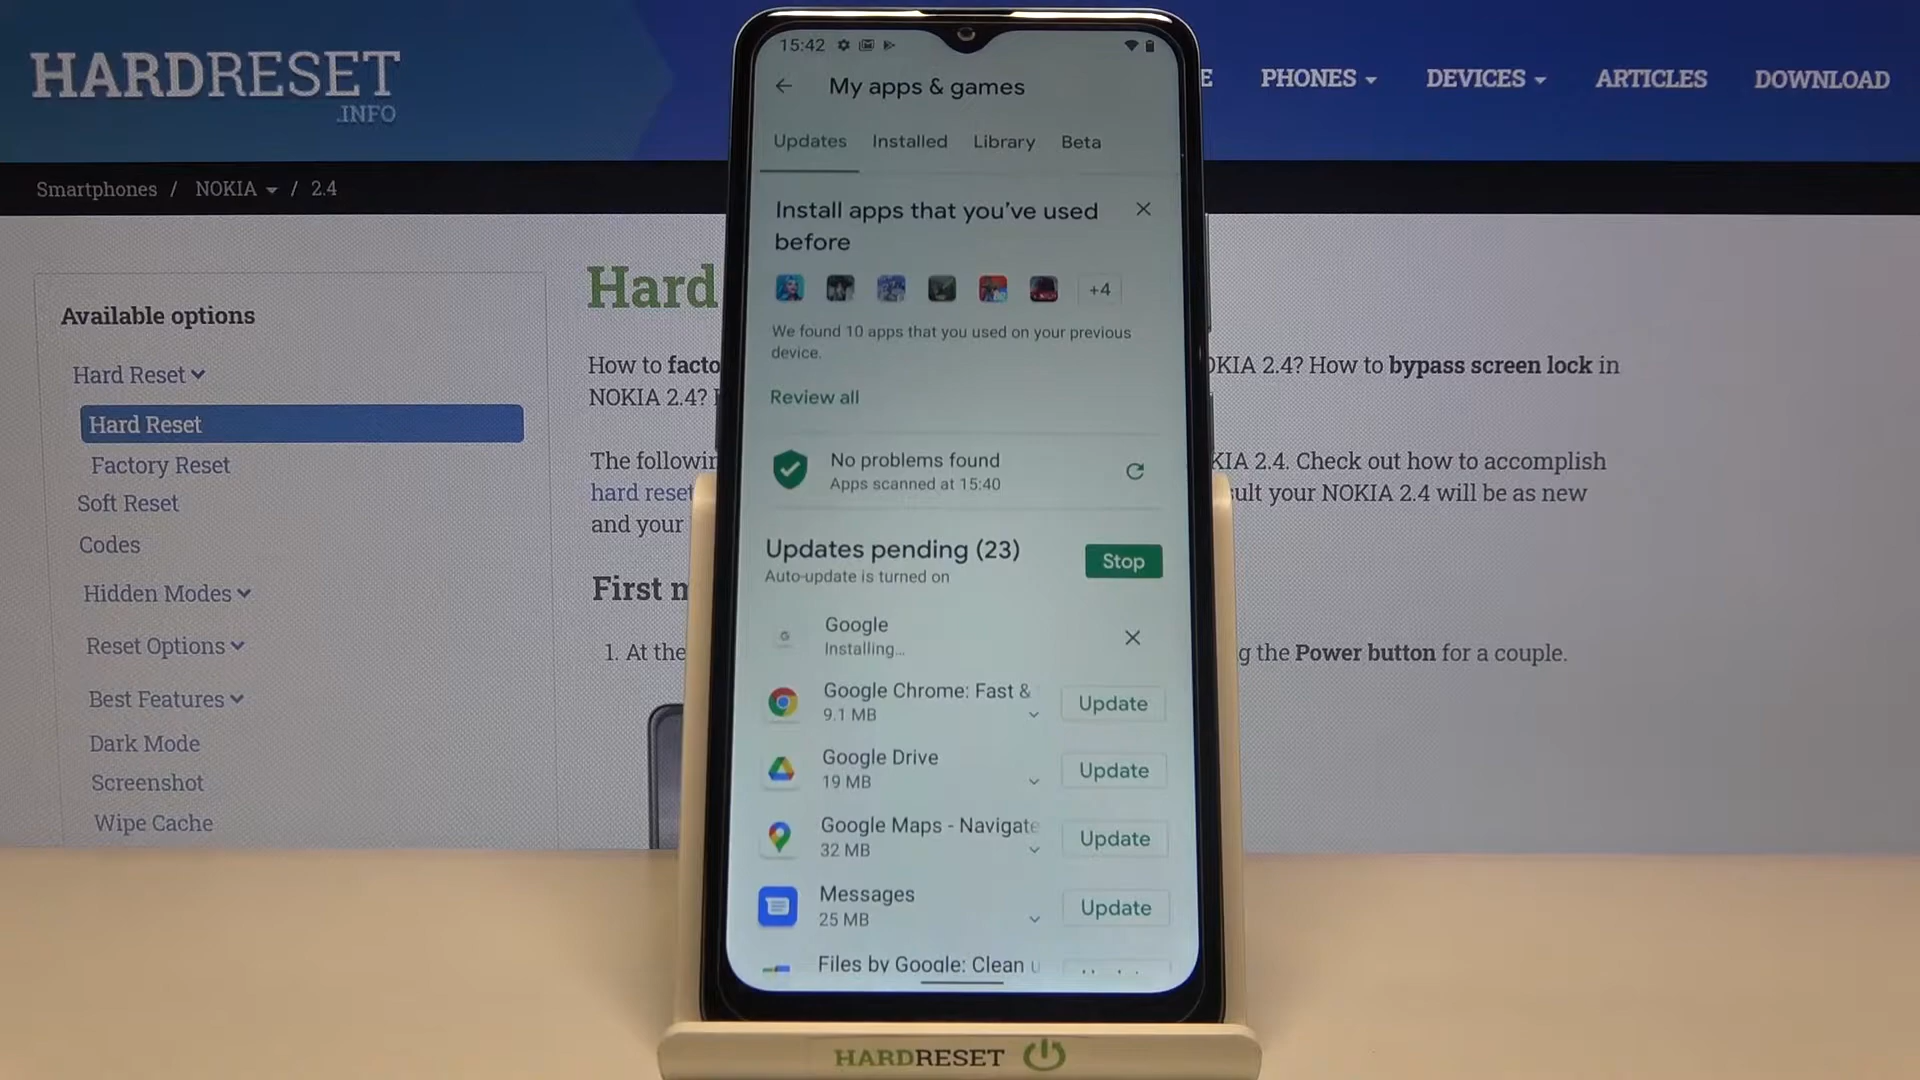 HARDRESET
.INFO
E PHONES DEVICES ARTICLES DOWNLOAD
Smartphones / NOKIA / 2.4
Available options
Hard Reset
Hard Reset
Factory Reset
Soft Reset
Codes
Hidden Modes
Reset Options
Best Features
Dark Mode
Screenshot
Wipe Cache
Hard
How to facto OKIA 2.4? How to bypass screen lock in
NOKIA 2.4?
The followin KIA 2.4. Check out how to accomplish
hard reset sult your NOKIA 2.4 will be as new
and your
First m
1. At the g the Power button for a couple.
15:42
My apps & games
Updates Installed Library Beta
Install apps that you've used
before
+4
We found 10 apps that you used on your previous
device.
Review all
No problems found
Apps scanned at 15:40
Updates pending (23)
Stop
Auto-update is turned on
Google
Installing...
Google Chrome: Fast &
9.1 MB
Update
Google Drive
19 MB
Update
Google Maps - Navigate
32 MB
Update
Messages
25 MB
Update
Files by Google: Clean u
HARDRESET